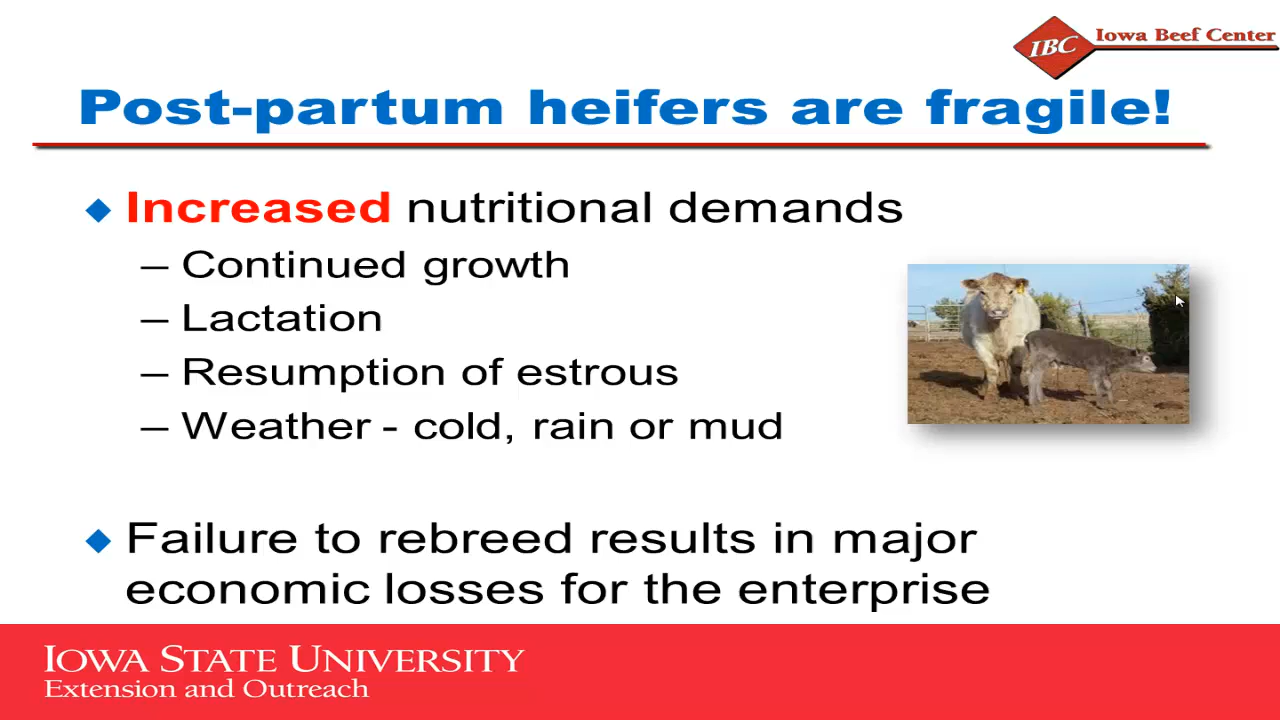 IBC Iowa Beef Center
Post-partum heifers are fragile!
Increased nutritional demands
– Continued growth
– Lactation
– Resumption of estrous
– Weather - cold, rain or mud
Failure to rebreed results in major
economic losses for the enterprise
IOWA STATE UNIVERSITY
Extension and Outreach